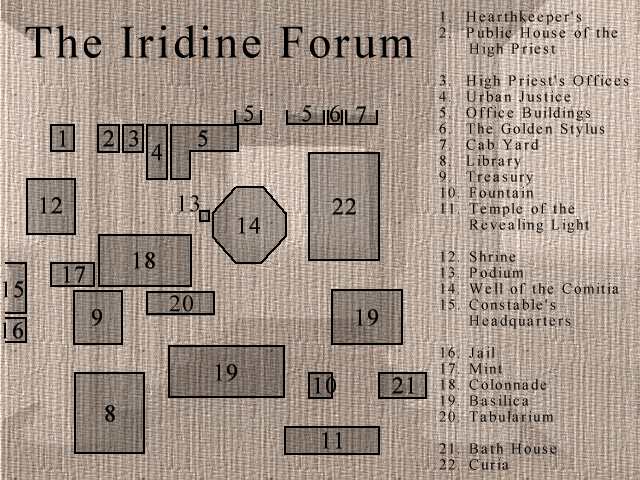 The Iridine Forum
1. Hearthkeeper's
2. Public House of the
High Priest
3. High Priest's Offices
4. Urban Justice
5. Office Buildings
6. The Golden Stylus
7. Cab Yard
8. Library
9. Treasury
10. Fountain
11. Temple of the
Revealing Light
12. Shrine
13. Podium
14. Well of the Comitia
15. Constable's
Headquarters
16. Jail
17. Mint
18. Colonnade
19. Basilica
20. Tabularium
21. Bath House
22 Curia
5 5 6 7
1 2 3 4 5
12 13 14 22
18
15 17
16 9 20 19
19
8 10 21
11